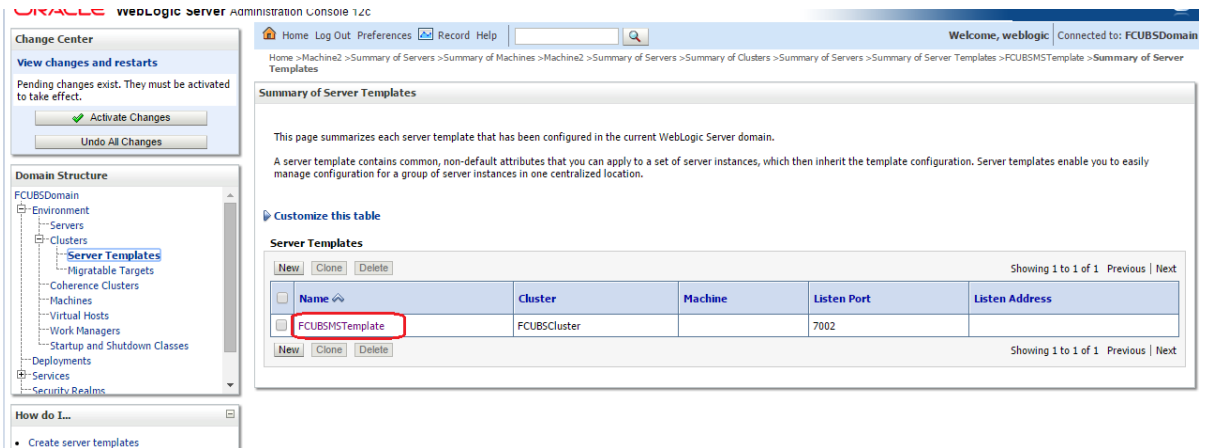 ORACLE WebLogic Server Administration Console 12c
Change Center
View changes and restarts
Pending changes exist. They must be activated
to take effect.
Activate Changes
Undo All Changes
Domain Structure
FCUBSDomain
Environment
Servers
Clusters
Server Templates
Migratable Targets
Coherence Clusters
Machines
Virtual Hosts
Work Managers
Startup and Shutdown Classes
Deployments
Services
Security Realms
How do I...
Create server templates
Home Log Out Preferences Record Help
Welcome, weblogic Connected to: FCUBSDomain
Home >Machine2 >Summary of Servers >Summary of Machines >Machine2 >Summary of Servers >Summary of Clusters >Summary of Servers >Summary of Server Templates >FCUBSMSTemplate >Summary of Server
Templates
Summary of Server Templates
This page summarizes each server template that has been configured in the current WebLogic Server domain.
A server template contains common, non-default attributes that you can apply to a set of server instances, which then inherit the template configuration. Server templates enable you to easily
manage configuration for a group of server instances in one centralized location.
Customize this table
Server Templates
New Clone Delete
Showing 1 to 1 of 1 Previous | Next
Name Cluster Machine Listen Port Listen Address
FCUBSMSTemplate FCUBSCluster 7002
New Clone Delete
Showing 1 to 1 of 1 Previous | Next